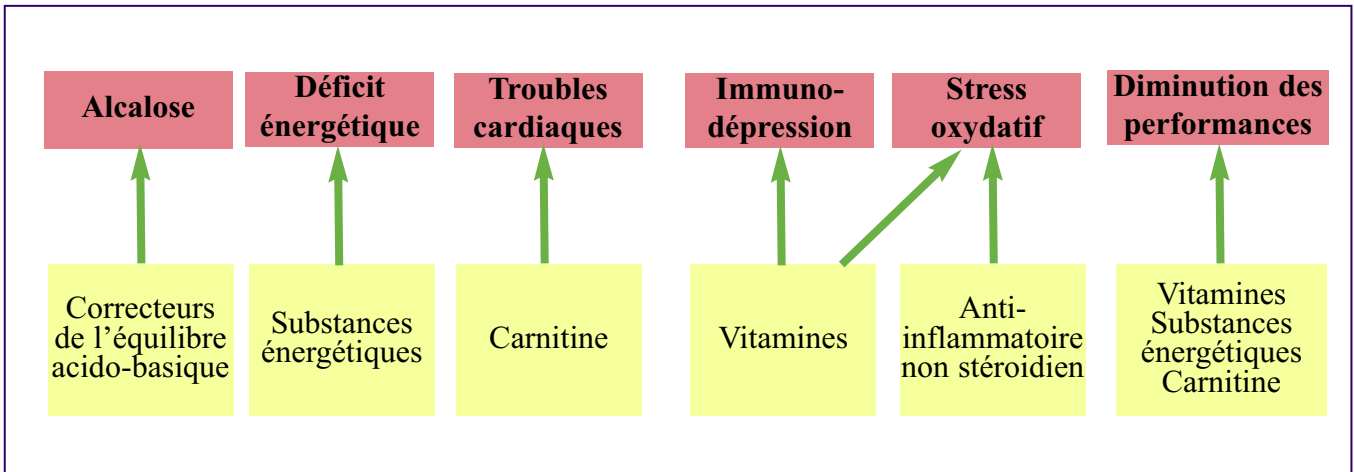 Alcalose
Déficit
énergétique
Troubles
cardiaques
Immuno-
dépression
Stress
oxydatif
Diminution des
performances
Correcteurs
de l’équilibre
acido-basique
Substances
énergétiques
Carnitine
Vitamines
Anti-
inflammatoire
non stéroidien
Vitamines
Substances
énergétiques
Carnitine